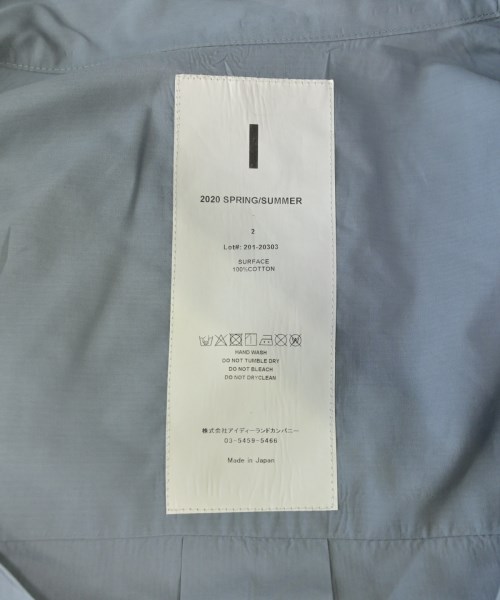 2020 SPRING/SUMMER
2
Lot#: 201-20303
SURFACE
100%COTTON
HAND WASH
DO NOT TUMBLE DRY
DO NOT BLEACH
DO NOT DRYCLEAN
株式会社アイディーランドカンパニー
03-5459-5466
Made in Japan